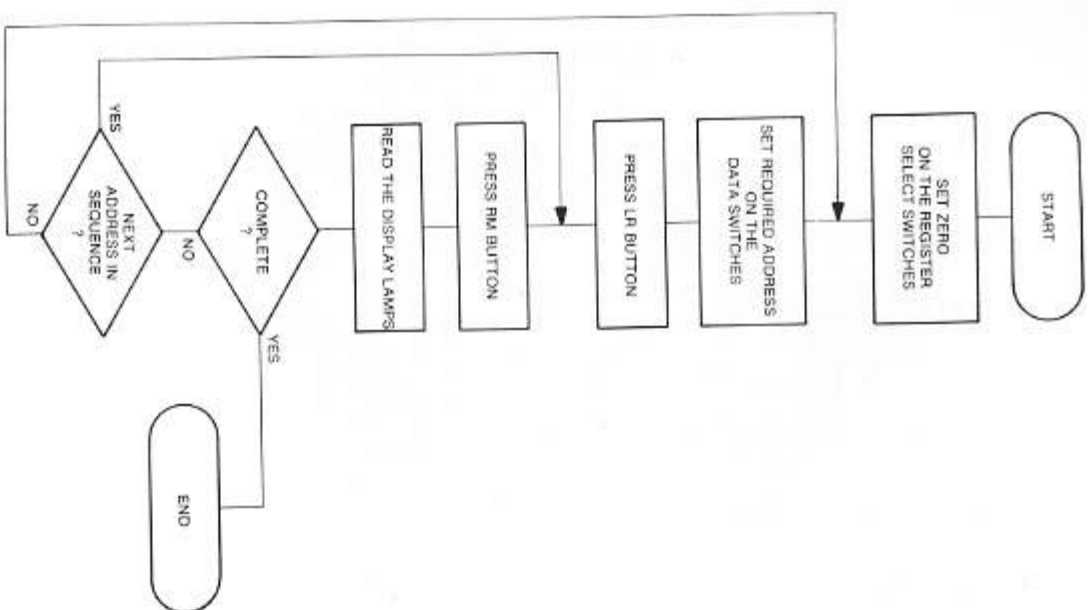 START
SET ZERO
ON THE REGISTER
SELECT SWITCHES
SET REQUIRED ADDRESS
ON THE
DATA SWITCHES
PRESS LR BUTTON
PRESS RM BUTTON
READ THE DISPLAY LAMPS
COMPLETE
?
YES
NO
END
NEXT
ADDRESS IN
SEQUENCE
?
YES
NO